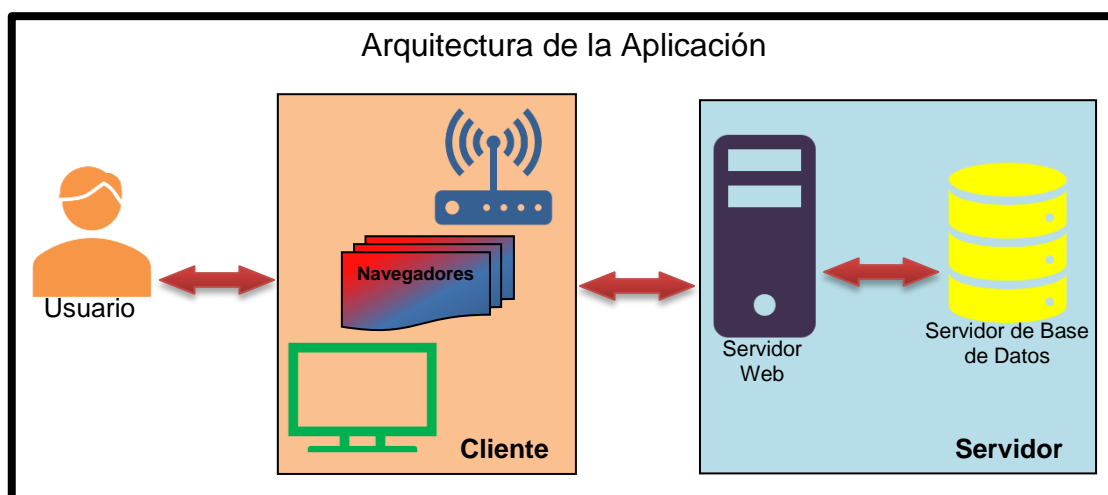 Arquitectura de la Aplicación
Usuario
Navegadores
Cliente
Servidor
Web
Servidor de Base
de Datos
Servidor